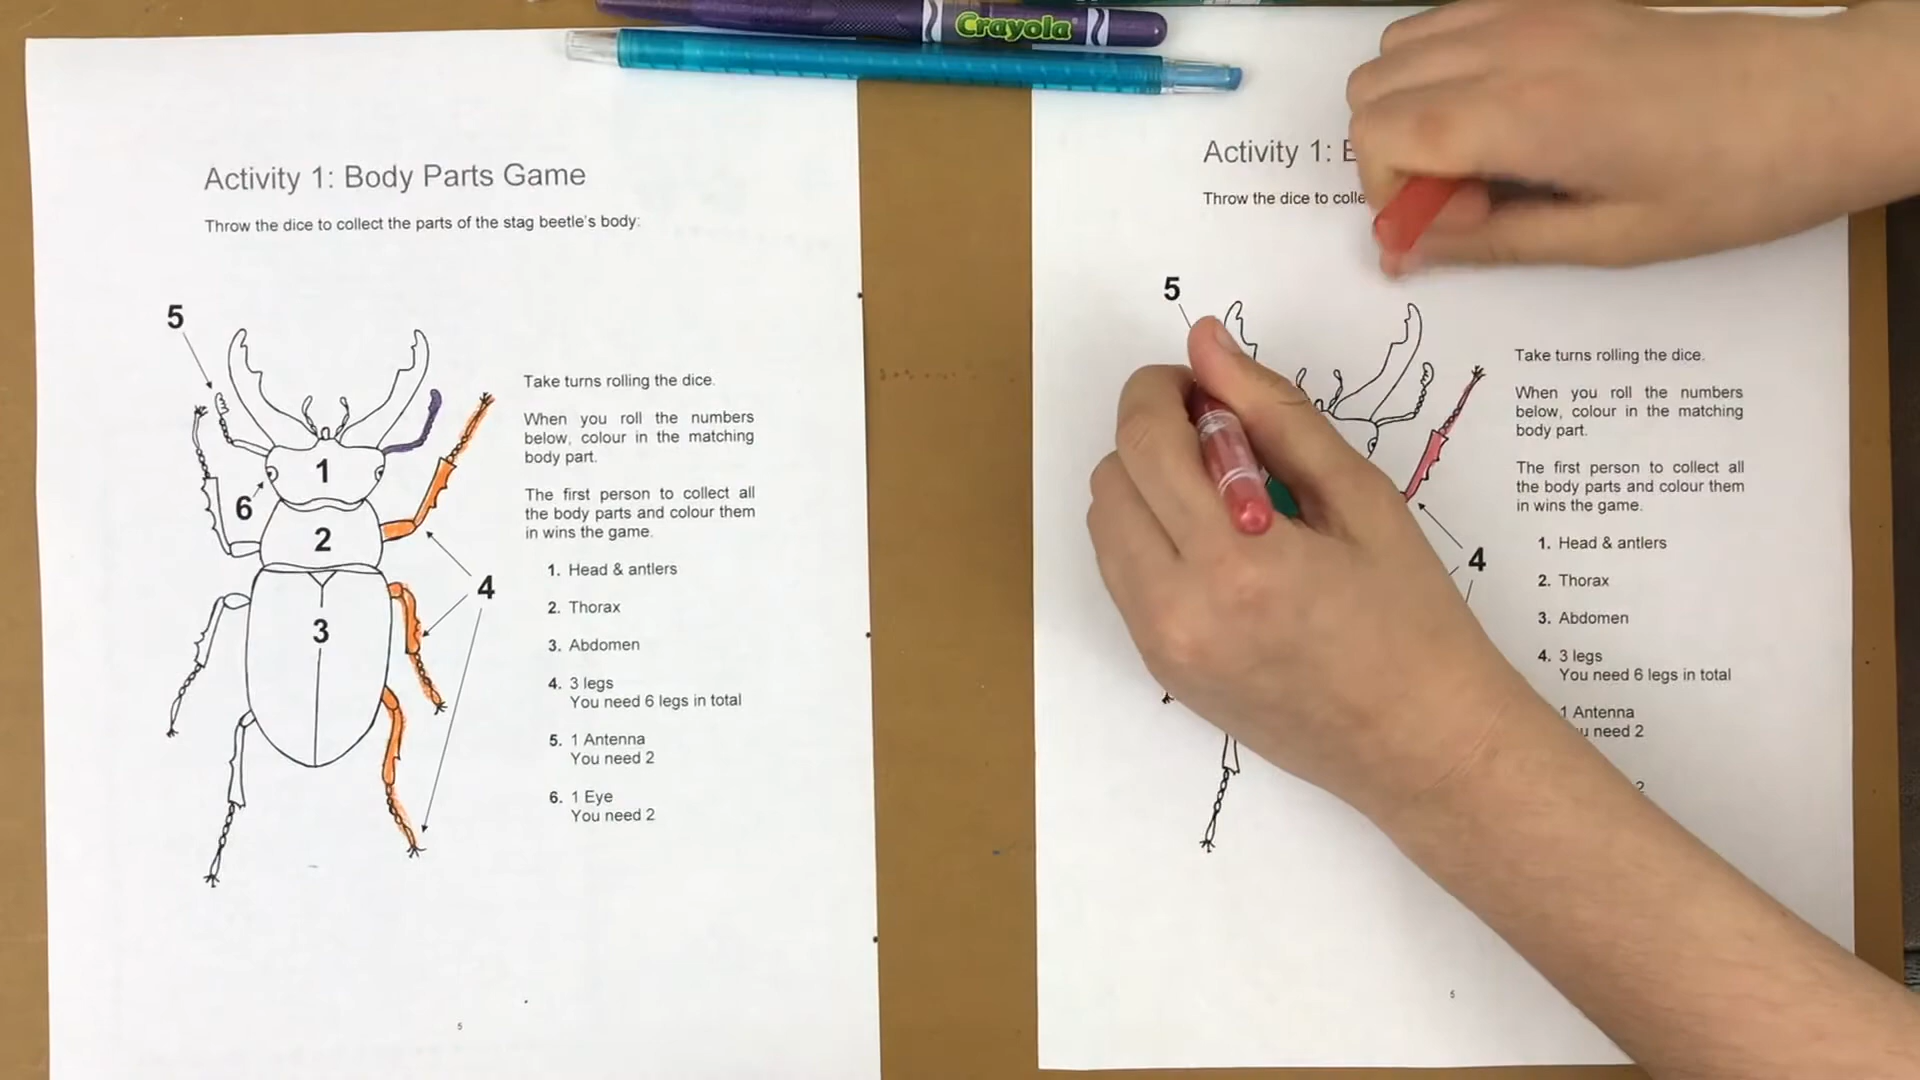 Crayola
Activity 1: Body Parts Game
Throw the dice to collect the parts of the stag beetle's body:
5
1
6
2
4
3
Take turns rolling the dice.
When you roll the numbers
below, colour in the matching
body part.
The first person to collect all
the body parts and colour them
in wins the game.
1. Head & antlers
2. Thorax
3. Abdomen
4. 3 legs
You need 6 legs in total
5. 1 Antenna
You need 2
6. 1 Eye
You need 2
5
Activity 1:
Throw the dice to
5
4
Take turns rolling the dice.
When you roll the numbers
below, colour in the matching
body part.
The first person to collect all
the body parts and colour them
in wins the game.
1. Head & antlers
2. Thorax
3. Abdomen
4. 3 legs
You need 6 legs in total
1 Antenna
need 2
2
5